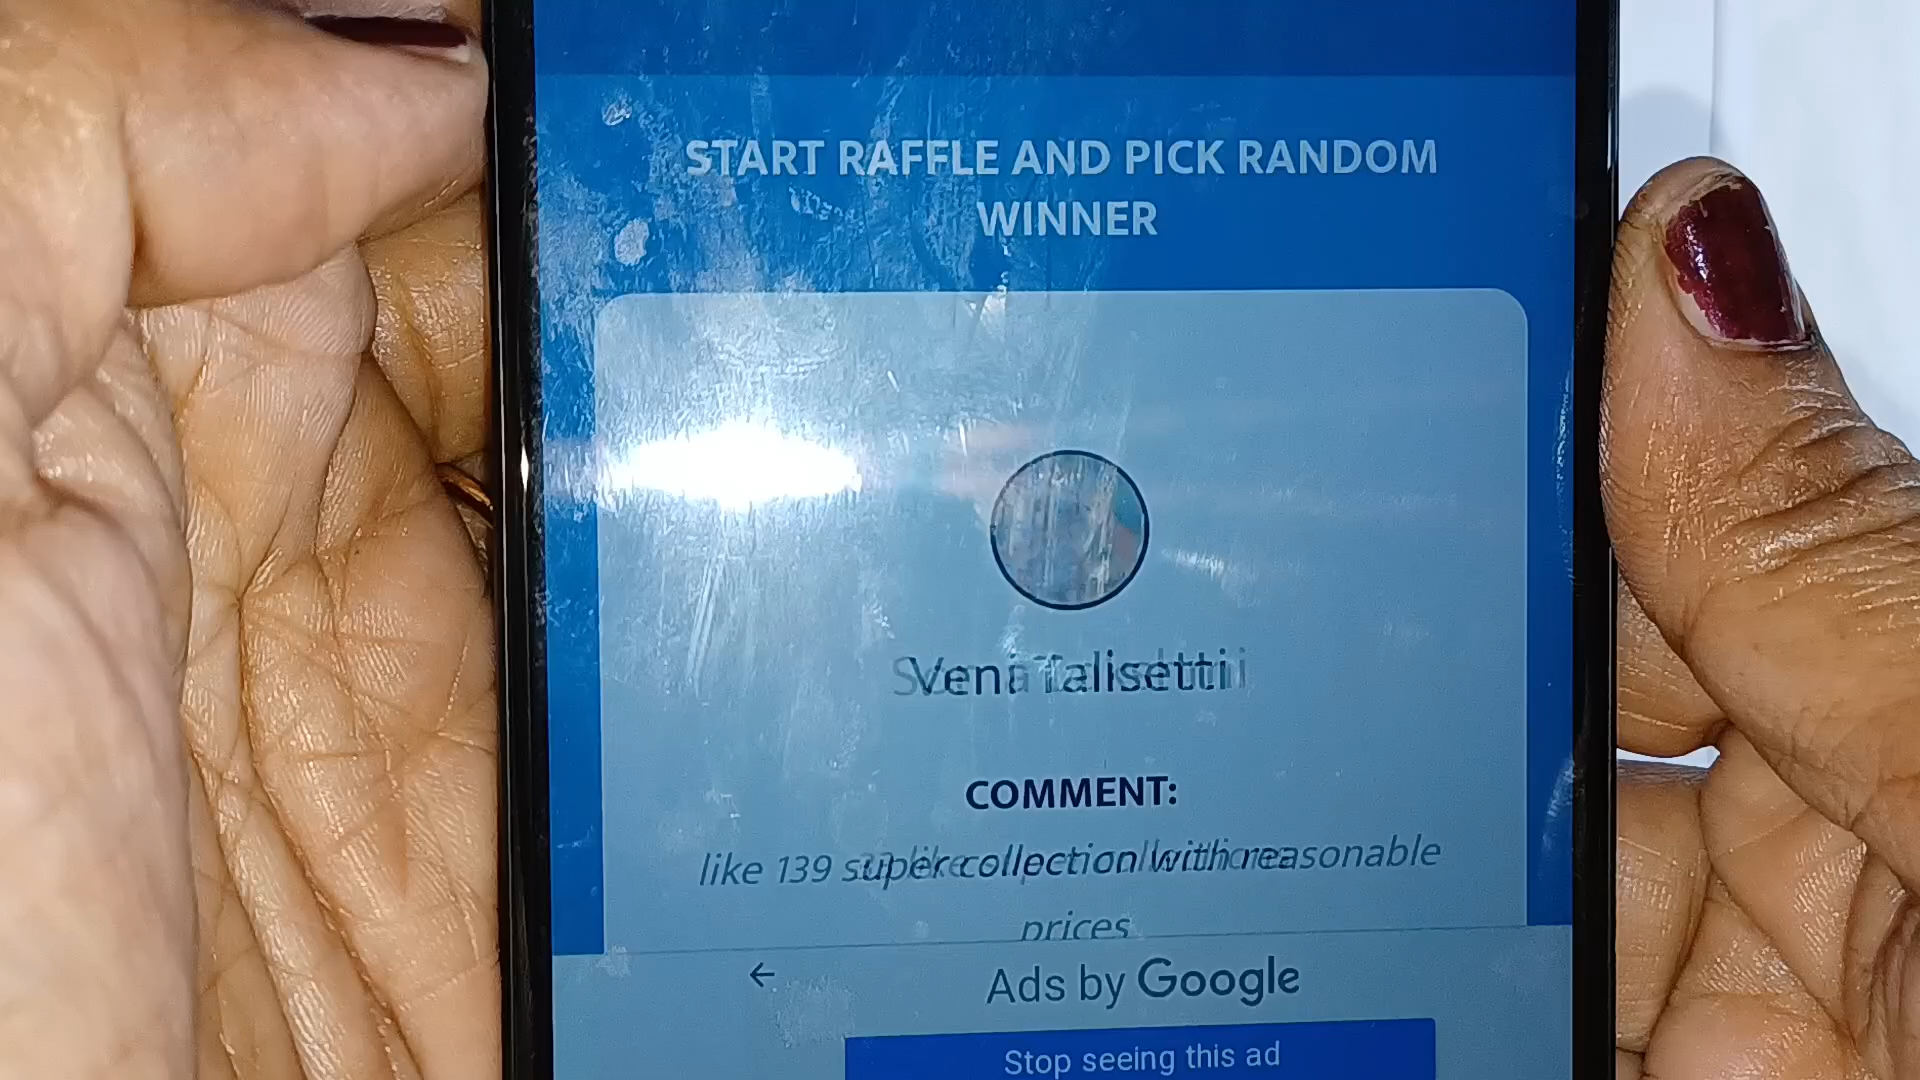 START RAFFLE AND PICK RANDOM
WINNER
Veni Talisetti
COMMENT:
like 139 super collection with reasonable
prices
Ads by Google
Stop seeing this ad